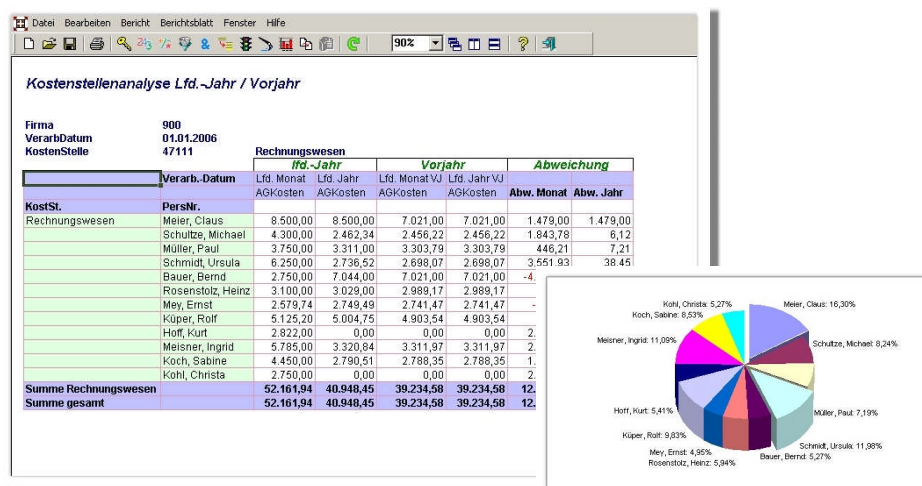 Datei Bearbeiten Bericht Berichtsblatt Fenster Hilfe
90%
Kostenstellenanalyse Lfd.-Jahr / Vorjahr
Firma 900
VerarbDatum 01.01.2006
KostenStelle 47111 Rechnungswesen
lfd.-Jahr Vorjahr Abweichung
Verarb.-Datum Lfd. Monat Lfd. Jahr Lfd. Monat VJ Lfd. Jahr VJ
AGKosten AGKosten AGKosten AGKosten Abw. Monat Abw. Jahr
KostSt. PersNr.
Rechnungswesen Meier, Claus 8.500,00 8.500,00 7.021,00 7.021,00 1.479,00 1.479,00
Schultze, Michael 4.300,00 2.462,34 2.456,22 2.456,22 1.843,78 6,12
Müller, Paul 3.750,00 3.311,00 3.303,79 3.303,79 446,21 7,21
Schmidt, Ursula 6.250,00 2.736,52 2.698,07 2.698,07 3.551,93 38,45
Bauer, Bernd 2.750,00 7.044,00 7.021,00 7.021,00 -4.
Rosenstolz, Heinz 3.100,00 3.029,00 2.989,17 2.989,17
Mey, Ernst 2.579,74 2.749,49 2.741,47 2.741,47 -
Küper, Rolf 5.125,20 5.004,75 4.903,54 4.903,54
Hoff, Kurt 2.822,00 0,00 0,00 0,00 2.
Meisner, Ingrid 5.785,00 3.320,84 3.311,97 3.311,97 2.
Koch, Sabine 4.450,00 2.790,51 2.788,35 2.788,35 1.
Kohl, Christa 2.750,00 0,00 0,00 0,00 2.
Summe Rechnungswesen 52.161,94 40.948,45 39.234,58 39.234,58 12.
Summe gesamt 52.161,94 40.948,45 39.234,58 39.234,58 12.
Kohl, Christa: 5,27%
Meier, Claus: 16,30%
Koch, Sabine: 8,53%
Meisner, Ingrid: 11,09%
Schultze, Michael: 8,24%
Hoff, Kurt: 5,41%
Müller, Paul: 7,19%
Küper, Rolf: 9,83%
Schmidt, Ursula: 11,98%
Mey, Ernst: 4,95%
Bauer, Bernd: 5,27%
Rosenstolz, Heinz: 5,94%